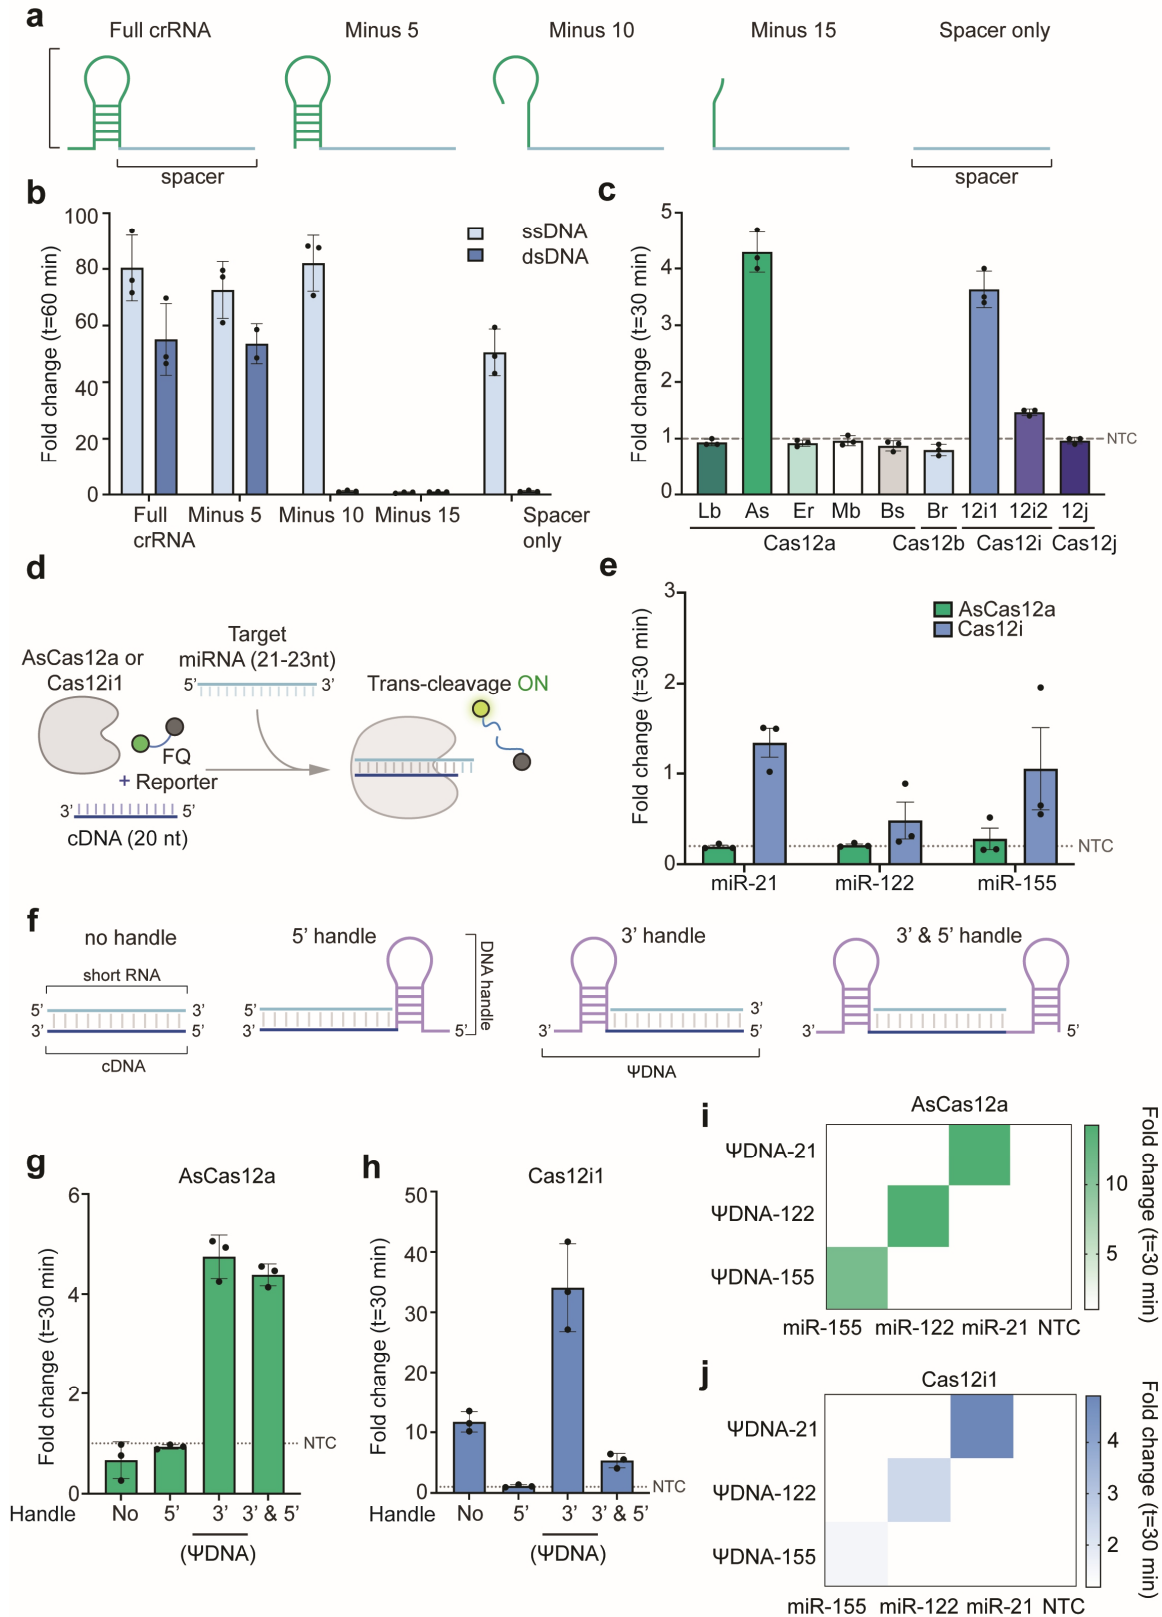 a
Full crRNA
Minus 5
Minus 10
Minus 15
Spacer only
spacer
spacer
b
Fold change (t=60 min)
100
80
60
40
20
0
ssDNA
dsDNA
Full crRNA
Minus 5
Minus 10
Minus 15
Spacer only
c
Fold change (t=30 min)
5
4
3
2
1
0
NTC
Lb
As
Er
Mb
Bs
Br
12i1
12i2
12j
Cas12a
Cas12b
Cas12i
Cas12j
d
AsCas12a or
Cas12i1
Target
miRNA (21-23nt)
5’
3’
FQ
+ Reporter
3’
5’
cDNA (20 nt)
Trans-cleavage ON
e
Fold change (t=30 min)
3
2
1
0
AsCas12a
Cas12i
NTC
miR-21
miR-122
miR-155
f
no handle
short RNA
5’
3’
3’
5’
cDNA
5’ handle
DNA handle
5’
3’
5’
3’ handle
3’
3’
5’
ΨDNA
3’ & 5’ handle
3’
5’
g
AsCas12a
Fold change (t=30 min)
6
4
2
0
NTC
Handle
No
5’
3’
3’ & 5’
(ΨDNA)
h
Cas12i1
Fold change (t=30 min)
50
40
30
20
10
0
NTC
Handle
No
5’
3’
3’ & 5’
(ΨDNA)
i
AsCas12a
ΨDNA-21
ΨDNA-122
ΨDNA-155
miR-155
miR-122
miR-21
NTC
10
5
Fold change (t=30 min)
j
Cas12i1
ΨDNA-21
ΨDNA-122
ΨDNA-155
miR-155
miR-122
miR-21
NTC
4
3
2
Fold change (t=30 min)